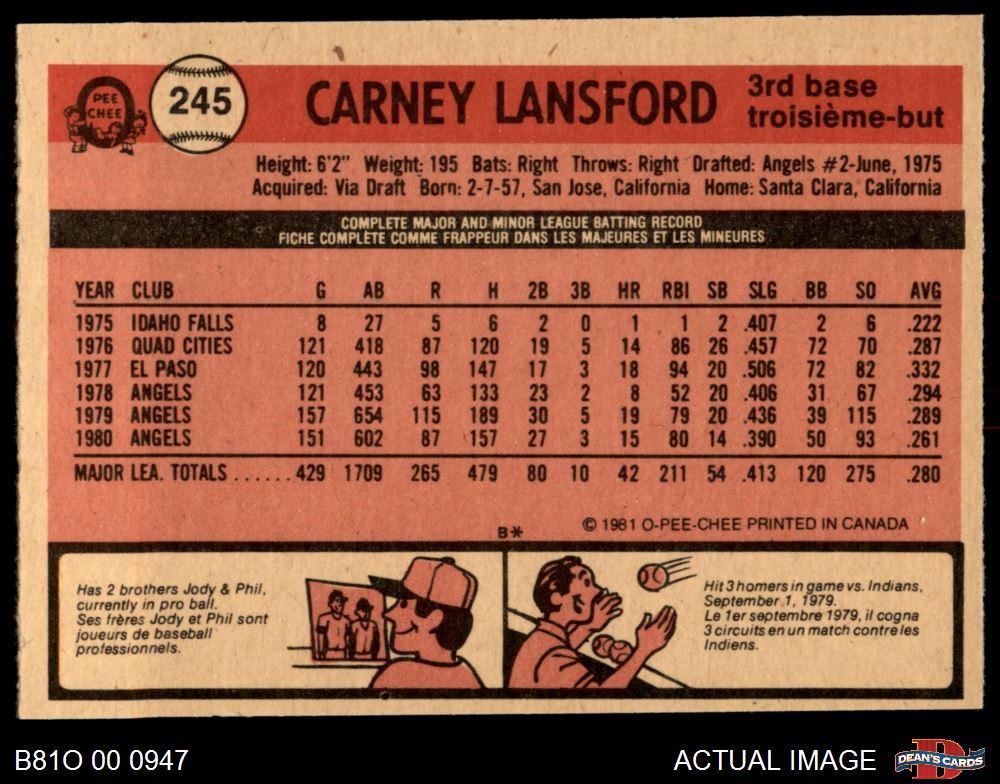 PEE
CHEE
245
CARNEY LANSFORD
3rd base
troisième-but
Height: 6'2" Weight: 195 Bats: Right Throws: Right Drafted: Angels #2-June, 1975
Acquired: Via Draft Born: 2-7-57, San Jose, California Home: Santa Clara, California
COMPLETE MAJOR AND MINOR LEAGUE BATTING RECORD
FICHE COMPLÈTE COMME FRAPPEUR DANS LES MAJEURES ET LES MINEURES
YEAR CLUB G AB R H 2B 3B HR RBI SB SLG BB SO AVG
1975 IDAHO FALLS 8 27 5 6 2 0 1 1 2 .407 2 6 .222
1976 QUAD CITIES 121 418 87 120 19 5 14 86 26 .457 72 70 .287
1977 EL PASO 120 443 98 147 17 3 18 94 20 .506 72 82 .332
1978 ANGELS 121 453 63 133 23 2 8 52 20 .406 31 67 .294
1979 ANGELS 157 654 115 189 30 5 19 79 20 .436 39 115 .289
1980 ANGELS 151 602 87 157 27 3 15 80 14 .390 50 93 .261
MAJOR LEA. TOTALS ...... 429 1709 265 479 80 10 42 211 54 .413 120 275 .280
© 1981 O-PEE-CHEE PRINTED IN CANADA
B*
Has 2 brothers Jody & Phil,
currently in pro ball.
Ses frères Jody et Phil sont
joueurs de baseball
professionnels.
Hit 3 homers in game vs. Indians,
September 1, 1979.
Le 1er septembre 1979, il cogna
3 circuits en un match contre les
Indiens.
B81O 00 0947
ACTUAL IMAGE
DEAN'S CARDS